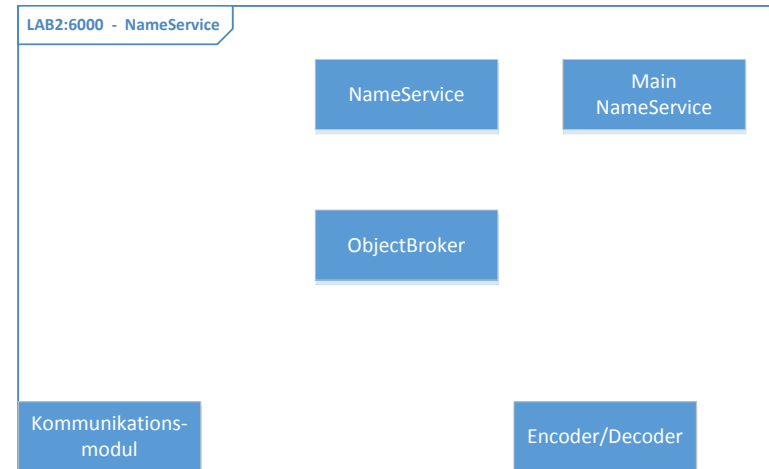 LAB2:6000 - NameService
NameService
Main
NameService
ObjectBroker
Kommunikations-
modul
Encoder/Decoder